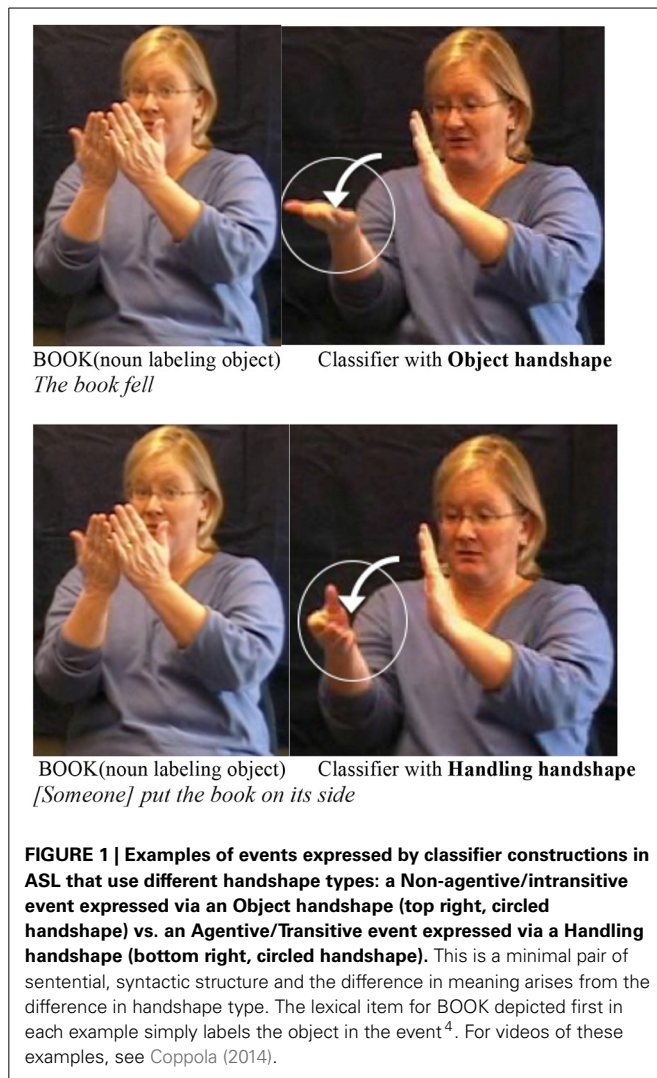 BOOK(noun labeling object) Classifier with Object handshape
The book fell
BOOK(noun labeling object) Classifier with Handling handshape
[Someone] put the book on its side
FIGURE 1 | Examples of events expressed by classifier constructions in
ASL that use different handshape types: a Non-agentive/intransitive
event expressed via an Object handshape (top right, circled
handshape) vs. an Agentive/Transitive event expressed via a Handling
handshape (bottom right, circled handshape). This is a minimal pair of
sentential, syntactic structure and the difference in meaning arises from the
difference in handshape type. The lexical item for BOOK depicted first in
each example simply labels the object in the event⁴. For videos of these
examples, see Coppola (2014).